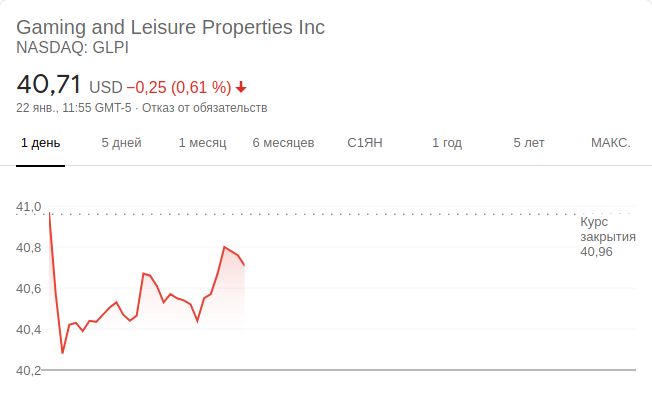 Gaming and Leisure Properties Inc
NASDAQ: GLPI
40,71 USD −0,25 (0,61 %)
22 янв., 11:55 GMT-5 · Отказ от обязательств
1 день 5 дней 1 месяц 6 месяцев С1ЯН 1 год 5 лет МАКС.
41,0
Курс
закрытия
40,96
40,8
40,6
40,4
40,2